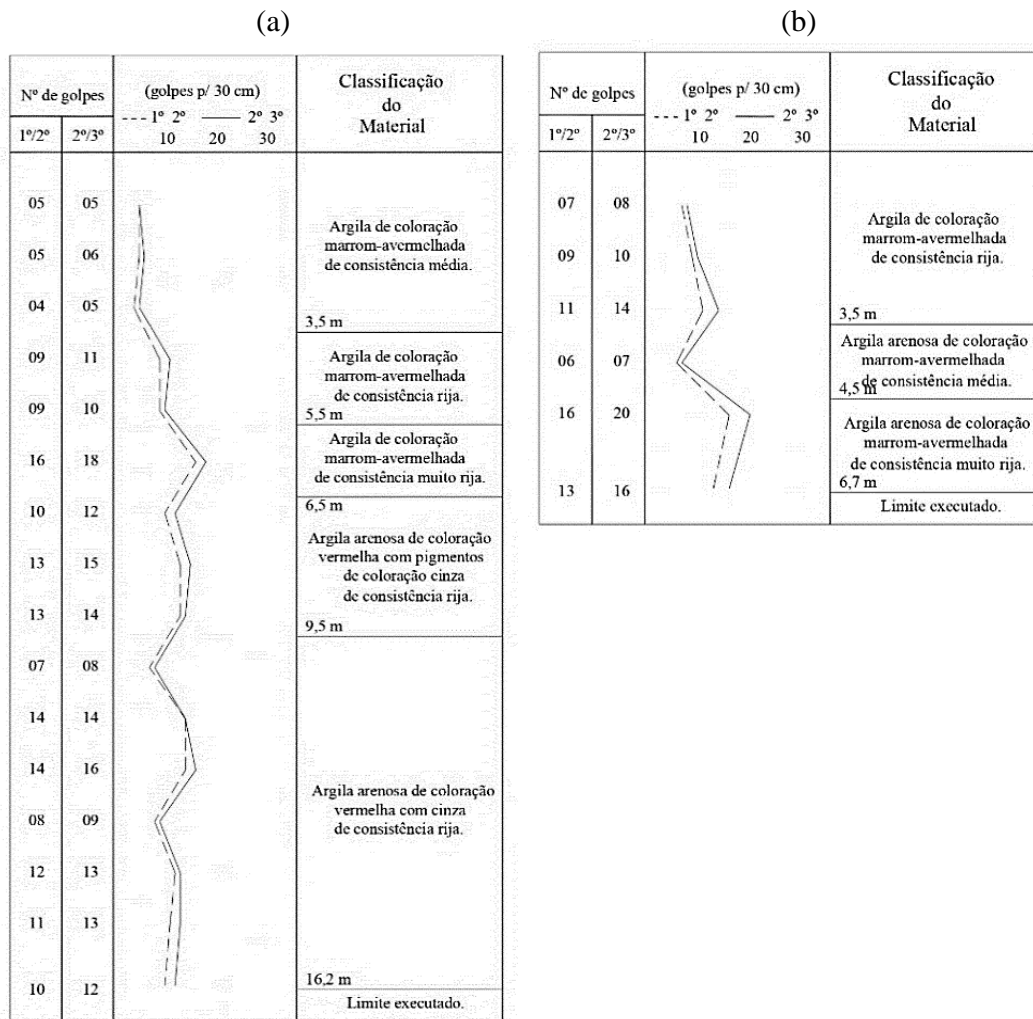 (a)
Nº de golpes
(golpes p/ 30 cm)
Classificação
do
Material
1º 2º
2º 3º
1º/2º 2º/3º
10 20 30
05 05
05 06
04 05
Argila de coloração
marrom-avermelhada
de consistência média.
3,5 m
09 11
09 10
Argila de coloração
marrom-avermelhada
de consistência rija.
5,5 m
16 18
Argila de coloração
marrom-avermelhada
de consistência muito rija.
6,5 m
10 12
13 15
13 14
Argila arenosa de coloração
vermelha com pigmentos
de coloração cinza
de consistência rija.
9,5 m
07 08
14 14
14 16
08 09
12 13
11 13
10 12
Argila arenosa de coloração
vermelha com cinza
de consistência rija.
16,2 m
Limite executado.
(b)
Nº de golpes
(golpes p/ 30 cm)
Classificação
do
Material
1º 2º
2º 3º
1º/2º 2º/3º
10 20 30
07 08
09 10
11 14
Argila de coloração
marrom-avermelhada
de consistência rija.
3,5 m
06 07
Argila arenosa de coloração
marrom-avermelhada
de consistência média.
4,5 m
16 20
13 16
Argila arenosa de coloração
marrom-avermelhada
de consistência muito rija.
6,7 m
Limite executado.